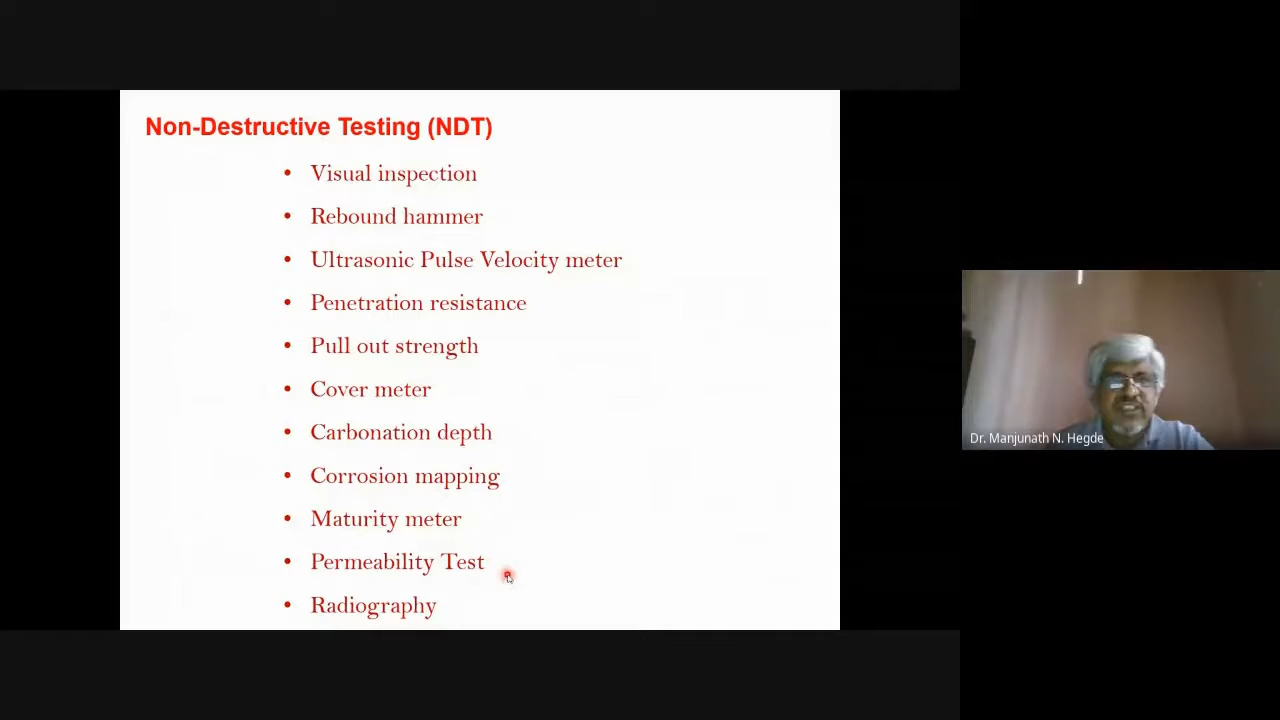 Non-Destructive Testing (NDT)
• Visual inspection
• Rebound hammer
• Ultrasonic Pulse Velocity meter
• Penetration resistance
• Pull out strength
• Cover meter
• Carbonation depth
• Corrosion mapping
• Maturity meter
• Permeability Test
• Radiography
Dr. Manjunath N. Hegde